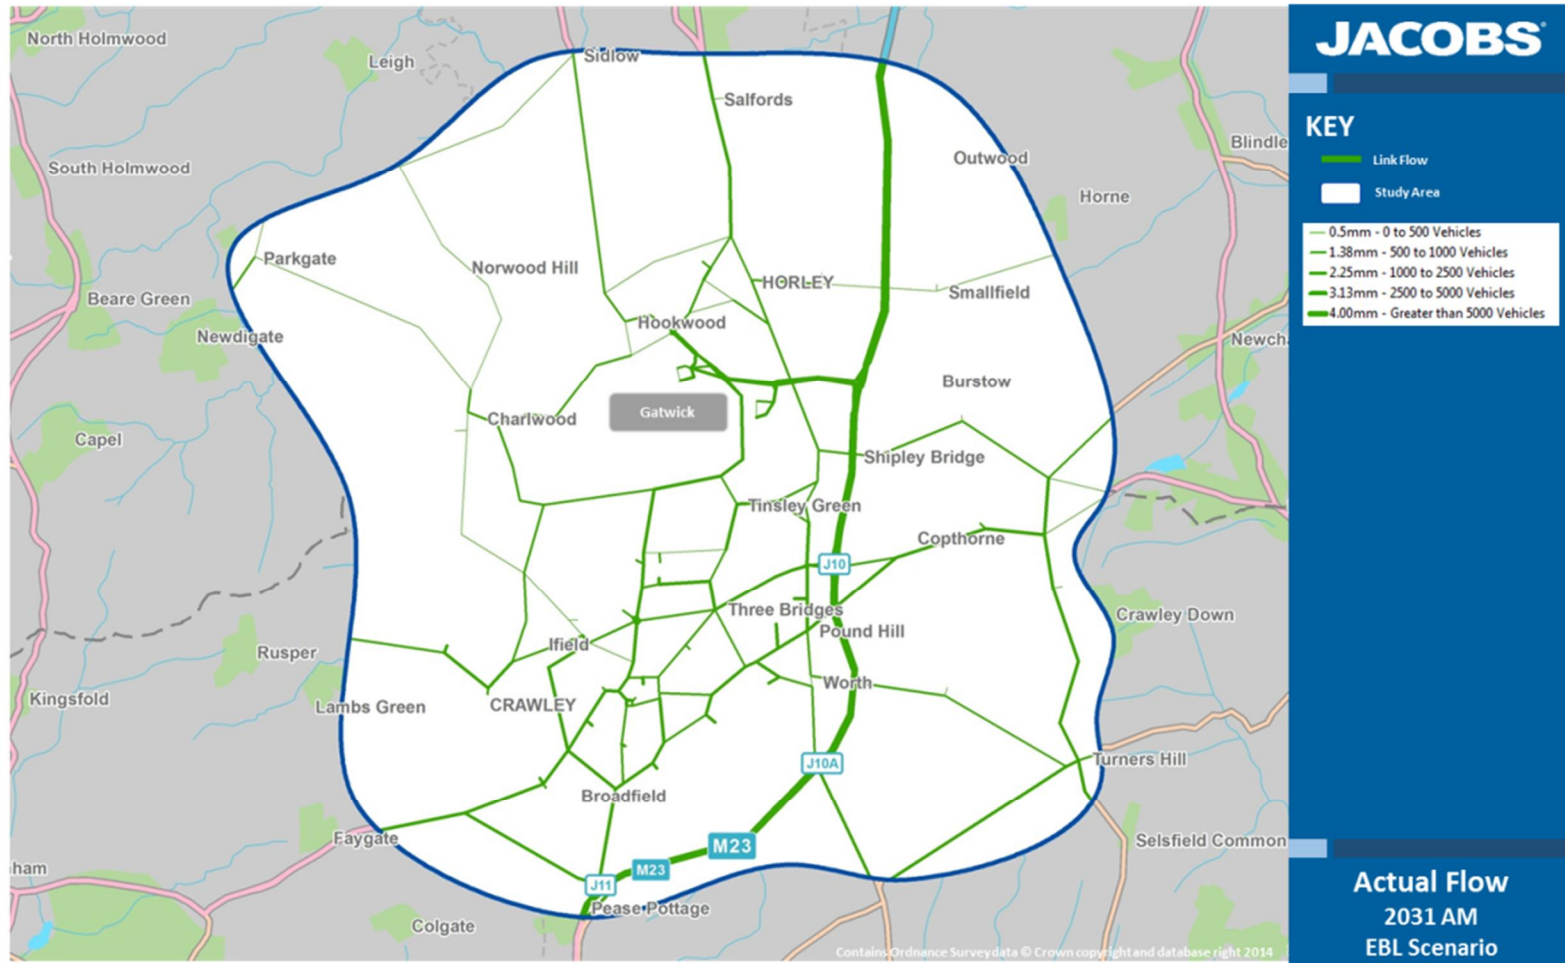 North Holmwood
Leigh
Sidlow
Salfords
JACOBS
KEY
Link Flow
Study Area
0.5mm - 0 to 500 Vehicles
1.38mm - 500 to 1000 Vehicles
2.25mm - 1000 to 2500 Vehicles
3.13mm - 2500 to 5000 Vehicles
4.00mm - Greater than 5000 Vehicles
Outwood
Blindle
South Holmwood
Horne
Parkgate
Norwood Hill
HORLEY
Smallfield
Beare Green
Hookwood
Newdigate
Newch
Burstow
Gatwick
Charlwood
Capel
Shipley Bridge
Tinsley Green
Copthorne
J10
Three Bridges
Pound Hill
Crawley Down
Ifield
Rusper
Worth
Kingsfold
Lambs Green
CRAWLEY
J10A
Turners Hill
Broadfield
Faygate
M23
Selsfield Common
M23
ham
J11
Pease Pottage
Colgate
Contains Ordnance Survey data © Crown copyright and database right 2014
Actual Flow
2031 AM
EBL Scenario